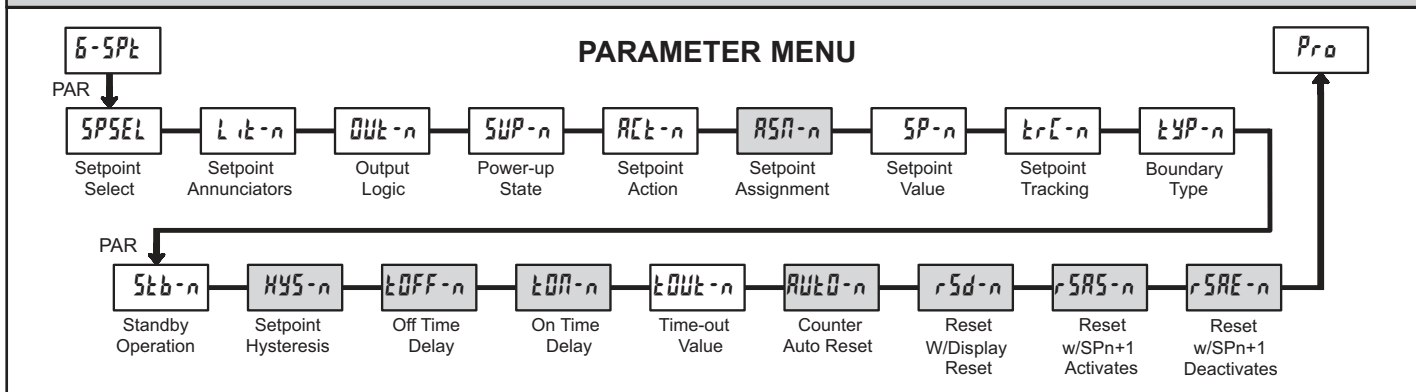 PARAMETER MENU
6-SPt
Pro
PAR
SPSEL
Lit-n
OUt-n
SUP-n
ACt-n
ASN-n
SP-n
trC-n
tYP-n
Setpoint
Select
Setpoint
Annunciators
Output
Logic
Power-up
State
Setpoint
Action
Setpoint
Assignment
Setpoint
Value
Setpoint
Tracking
Boundary
Type
PAR
Stb-n
HYS-n
tOFF-n
tON-n
tOUt-n
AUtO-n
rSd-n
rSAS-n
rSAE-n
Standby
Operation
Setpoint
Hysteresis
Off Time
Delay
On Time
Delay
Time-out
Value
Counter
Auto Reset
Reset
W/Display
Reset
Reset
w/SPn+1
Activates
Reset
w/SPn+1
Deactivates